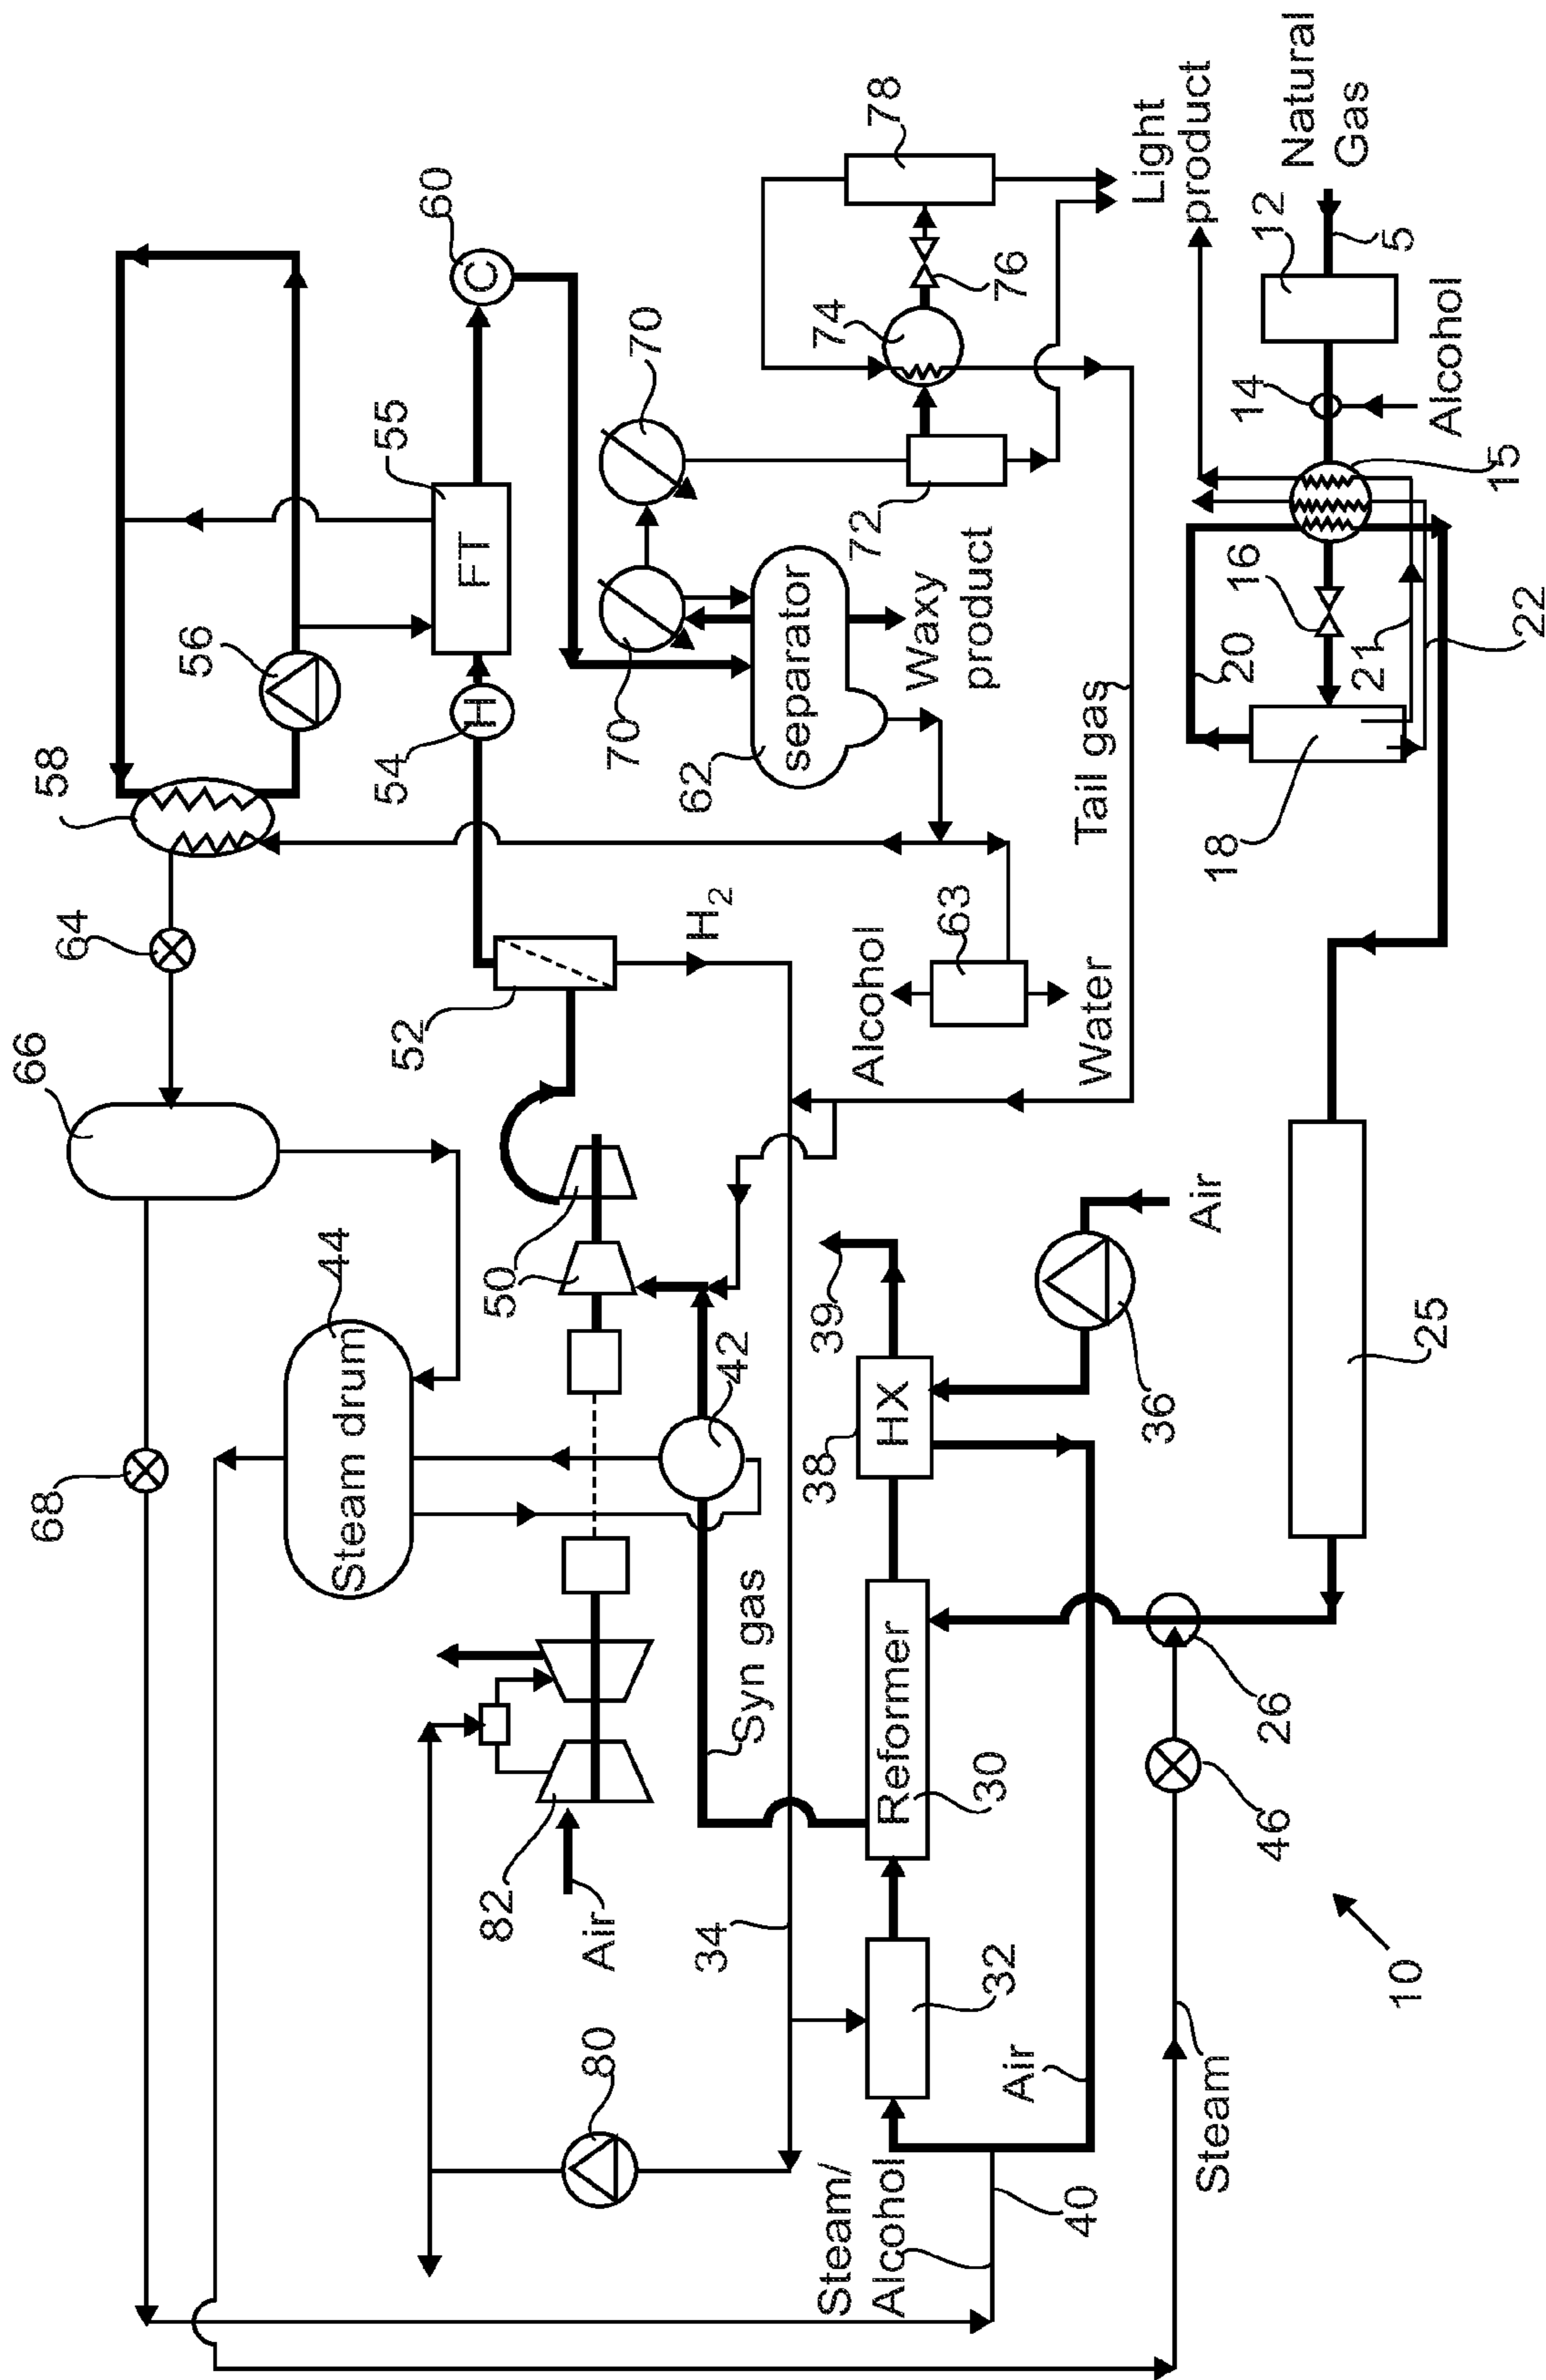 58
56
55
60
FT
54
H
C
64
52
H₂
66
68
44
Steam drum
50
42
Syn gas
82
Air
34
80
70
70
62
separator
72
74
76
78
Waxy
product
Light
product
Tail gas
Alcohol
63
Water
39
38
HX
36
Air
Reformer
30
32
Air
Steam/
Alcohol
40
Steam
46
26
25
10
Natural
Gas
5
12
14
Alcohol
15
16
18
20
21
22